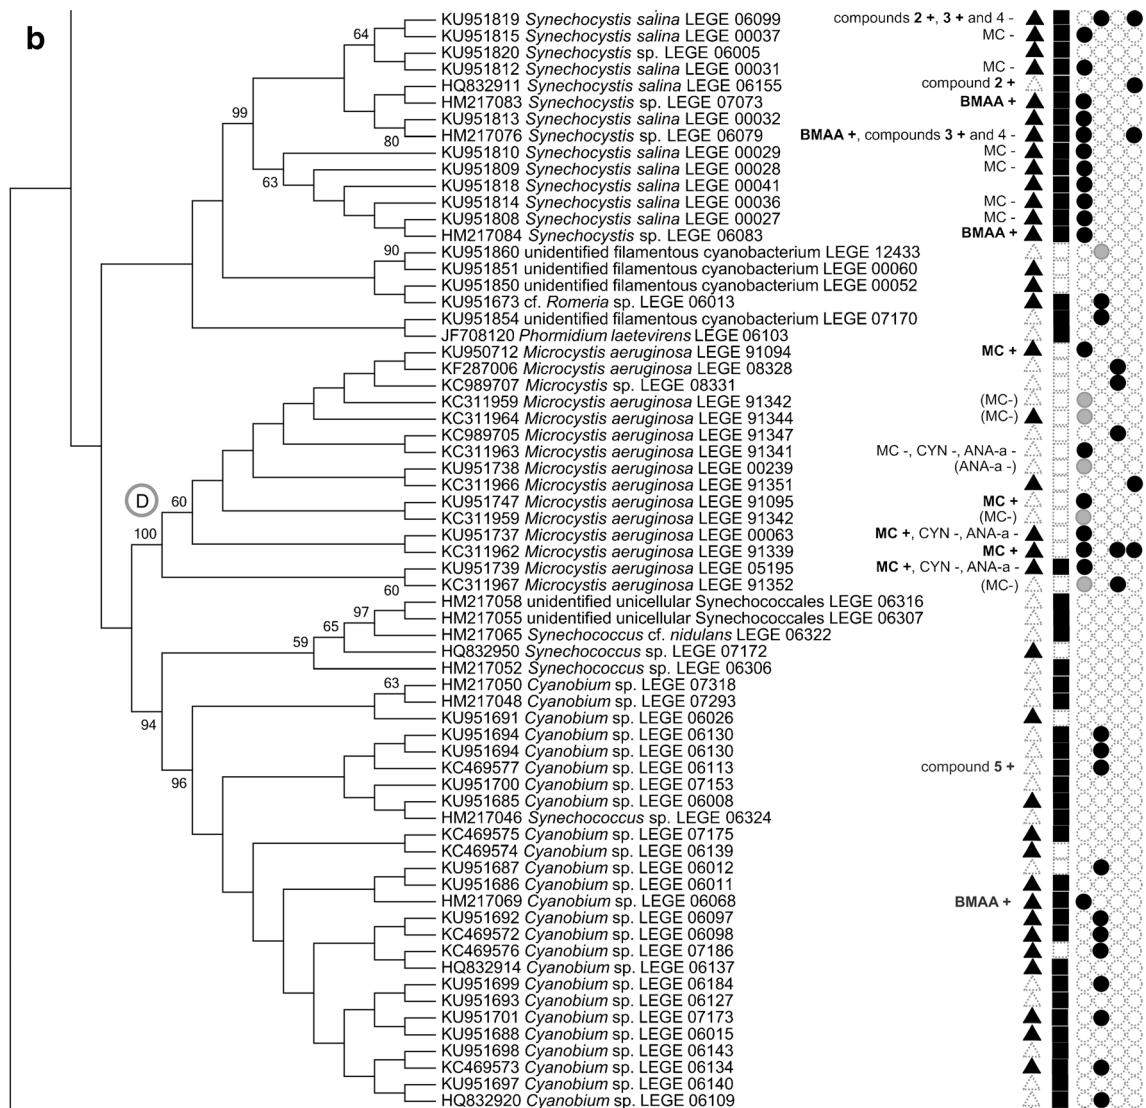 b
KU951819 Synechocystis salina LEGE 06099 compounds 2 +, 3 + and 4 -
64
KU951815 Synechocystis salina LEGE 00037 MC -
KU951820 Synechocystis sp. LEGE 06005
KU951812 Synechocystis salina LEGE 00031 MC -
HQ832911 Synechocystis salina LEGE 06155 compound 2 +
HM217083 Synechocystis sp. LEGE 07073 BMAA +
99
KU951813 Synechocystis salina LEGE 00032
HM217076 Synechocystis sp. LEGE 06079 BMAA +, compounds 3 + and 4 -
80
KU951810 Synechocystis salina LEGE 00029 MC -
KU951809 Synechocystis salina LEGE 00028 MC -
63
KU951818 Synechocystis salina LEGE 00041
KU951814 Synechocystis salina LEGE 00036 MC -
KU951808 Synechocystis salina LEGE 00027 MC -
HM217084 Synechocystis sp. LEGE 06083 BMAA +
90
KU951860 unidentified filamentous cyanobacterium LEGE 12433
KU951851 unidentified filamentous cyanobacterium LEGE 00060
KU951850 unidentified filamentous cyanobacterium LEGE 00052
KU951673 cf. Romeria sp. LEGE 06013
KU951854 unidentified filamentous cyanobacterium LEGE 07170
JF708120 Phormidium laetevirens LEGE 06103
KU950712 Microcystis aeruginosa LEGE 91094 MC +
KF287006 Microcystis aeruginosa LEGE 08328
KC989707 Microcystis sp. LEGE 08331
KC311959 Microcystis aeruginosa LEGE 91342 (MC-)
KC311964 Microcystis aeruginosa LEGE 91344 (MC-)
KC989705 Microcystis aeruginosa LEGE 91347
KC311963 Microcystis aeruginosa LEGE 91341 MC -, CYN -, ANA-a -
KU951738 Microcystis aeruginosa LEGE 00239 (ANA-a -)
KC311966 Microcystis aeruginosa LEGE 91351
D
60
KU951747 Microcystis aeruginosa LEGE 91095 MC +
KC311959 Microcystis aeruginosa LEGE 91342 (MC-)
100
KU951737 Microcystis aeruginosa LEGE 00063 MC +, CYN -, ANA-a -
KC311962 Microcystis aeruginosa LEGE 91339 MC +
KU951739 Microcystis aeruginosa LEGE 05195 MC +, CYN -, ANA-a -
KC311967 Microcystis aeruginosa LEGE 91352 (MC-)
60
HM217058 unidentified unicellular Synechococcales LEGE 06316
97
HM217055 unidentified unicellular Synechococcales LEGE 06307
65
HM217065 Synechococcus cf. nidulans LEGE 06322
59
HQ832950 Synechococcus sp. LEGE 07172
HM217052 Synechococcus sp. LEGE 06306
63
HM217050 Cyanobium sp. LEGE 07318
HM217048 Cyanobium sp. LEGE 07293
KU951691 Cyanobium sp. LEGE 06026
94
KU951694 Cyanobium sp. LEGE 06130
KU951694 Cyanobium sp. LEGE 06130
KC469577 Cyanobium sp. LEGE 06113 compound 5 +
96
KU951700 Cyanobium sp. LEGE 07153
KU951685 Cyanobium sp. LEGE 06008
HM217046 Synechococcus sp. LEGE 06324
KC469575 Cyanobium sp. LEGE 07175
KC469574 Cyanobium sp. LEGE 06139
KU951687 Cyanobium sp. LEGE 06012
KU951686 Cyanobium sp. LEGE 06011
HM217069 Cyanobium sp. LEGE 06068 BMAA +
KU951692 Cyanobium sp. LEGE 06097
KC469572 Cyanobium sp. LEGE 06098
KC469576 Cyanobium sp. LEGE 07186
HQ832914 Cyanobium sp. LEGE 06137
KU951699 Cyanobium sp. LEGE 06184
KU951693 Cyanobium sp. LEGE 06127
KU951701 Cyanobium sp. LEGE 07173
KU951688 Cyanobium sp. LEGE 06015
KU951698 Cyanobium sp. LEGE 06143
KC469573 Cyanobium sp. LEGE 06134
KU951697 Cyanobium sp. LEGE 06140
HQ832920 Cyanobium sp. LEGE 06109